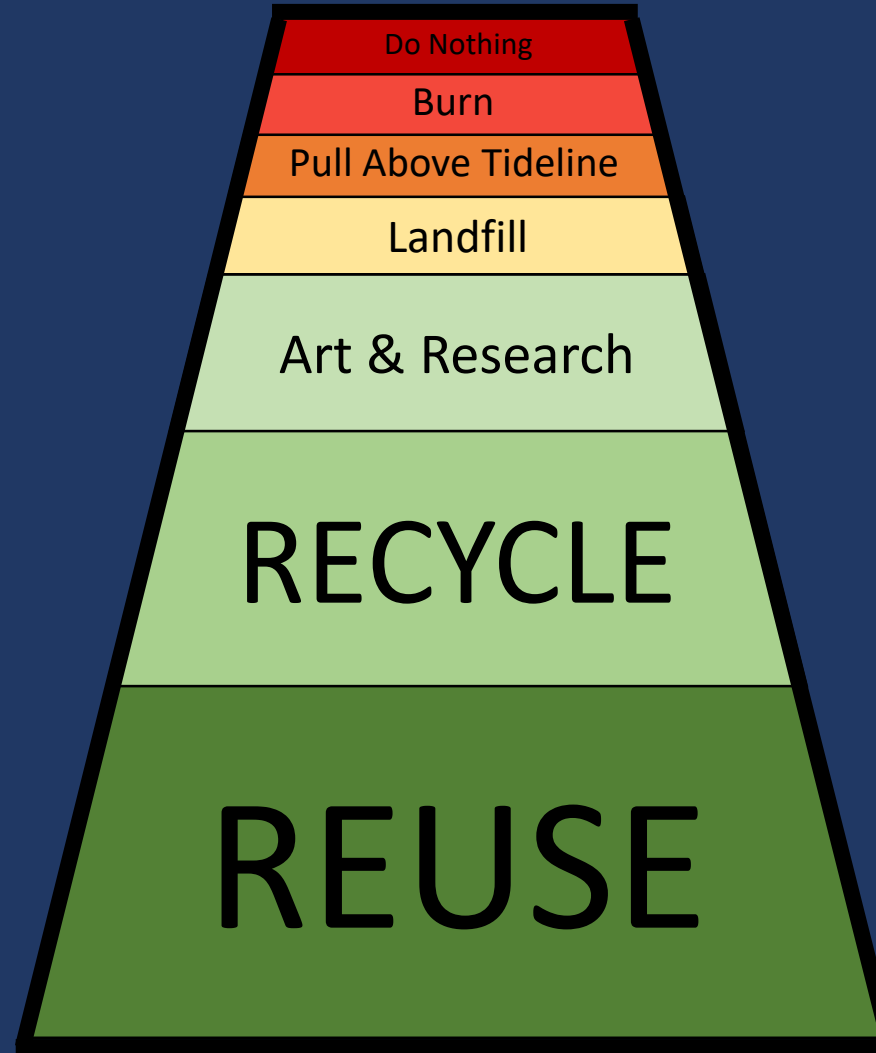 Do Nothing
Burn
Pull Above Tideline
Landfill
Art & Research
RECYCLE
REUSE